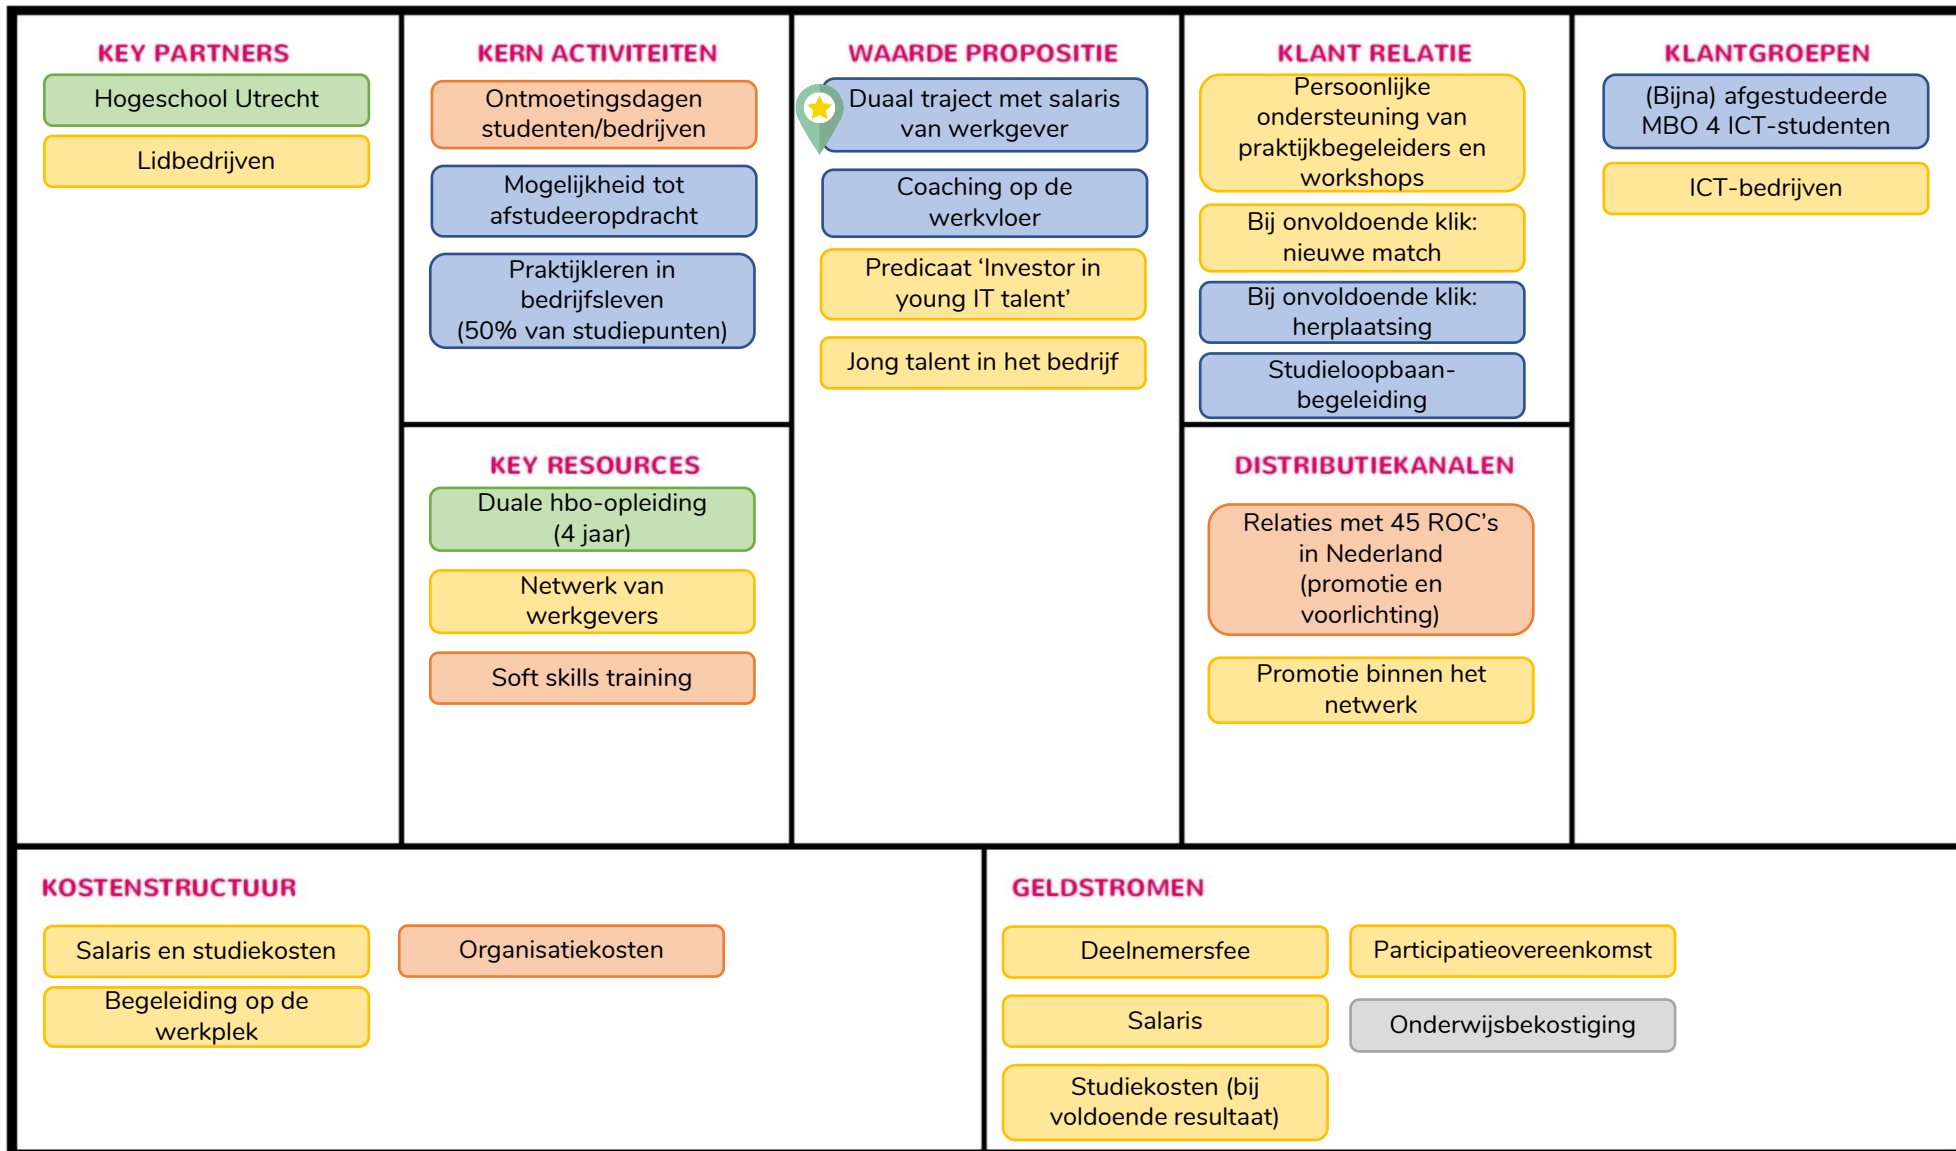 KEY PARTNERS
Hogeschool Utrecht
Lidbedrijven
KERN ACTIVITEITEN
Ontmoetingsdagen
studenten/bedrijven
Mogelijkheid tot
afstudeeropdracht
Praktijkleren in
bedrijfsleven
(50% van studiepunten)
KEY RESOURCES
Duale hbo-opleiding
(4 jaar)
Netwerk van
werkgevers
Soft skills training
WAARDE PROPOSITIE
Duaal traject met salaris
van werkgever
Coaching op de
werkvloer
Predicaat ‘Investor in
young IT talent’
Jong talent in het bedrijf
KLANT RELATIE
Persoonlijke
ondersteuning van
praktijkbegeleiders en
workshops
Bij onvoldoende klik:
nieuwe match
Bij onvoldoende klik:
herplaatsing
Studieloopbaan-
begeleiding
DISTRIBUTIEKANALEN
Relaties met 45 ROC’s
in Nederland
(promotie en
voorlichting)
Promotie binnen het
netwerk
KLANTGROEPEN
(Bijna) afgestudeerde
MBO 4 ICT-studenten
ICT-bedrijven
KOSTENSTRUCTUUR
Salaris en studiekosten
Begeleiding op de
werkplek
Organisatiekosten
GELDSTROMEN
Deelnemersfee
Salaris
Studiekosten (bij
voldoende resultaat)
Participatieovereenkomst
Onderwijsbekostiging